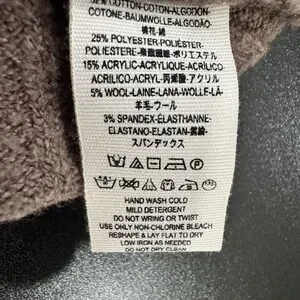 52% COTTON-COTON-ALGODÓN
COTONE-BAUMWOLLE-ALGODÃO
棉花-綿
25% POLYESTER-POLIÉSTER-
POLIESTERE-聚酯纖維-ポリエステル
15% ACRYLIC-ACRYLIQUE-ACRÍLICO
ACRILICO-ACRYL-丙烯酸-アクリル
5% WOOL-LAINE-LANA-WOLLE-LÃ-
羊毛-ウール
3% SPANDEX-ÉLASTHANNE-
ELASTANO-ELASTAN-
スパンデックス
HAND WASH COLD
MILD DETERGENT
DO NOT WRING OR TWIST
USE ONLY NON-CHLORINE BLEACH
RESHAPE & LAY FLAT TO DRY
LOW IRON AS NEEDED
DO NOT DRY CLEAN